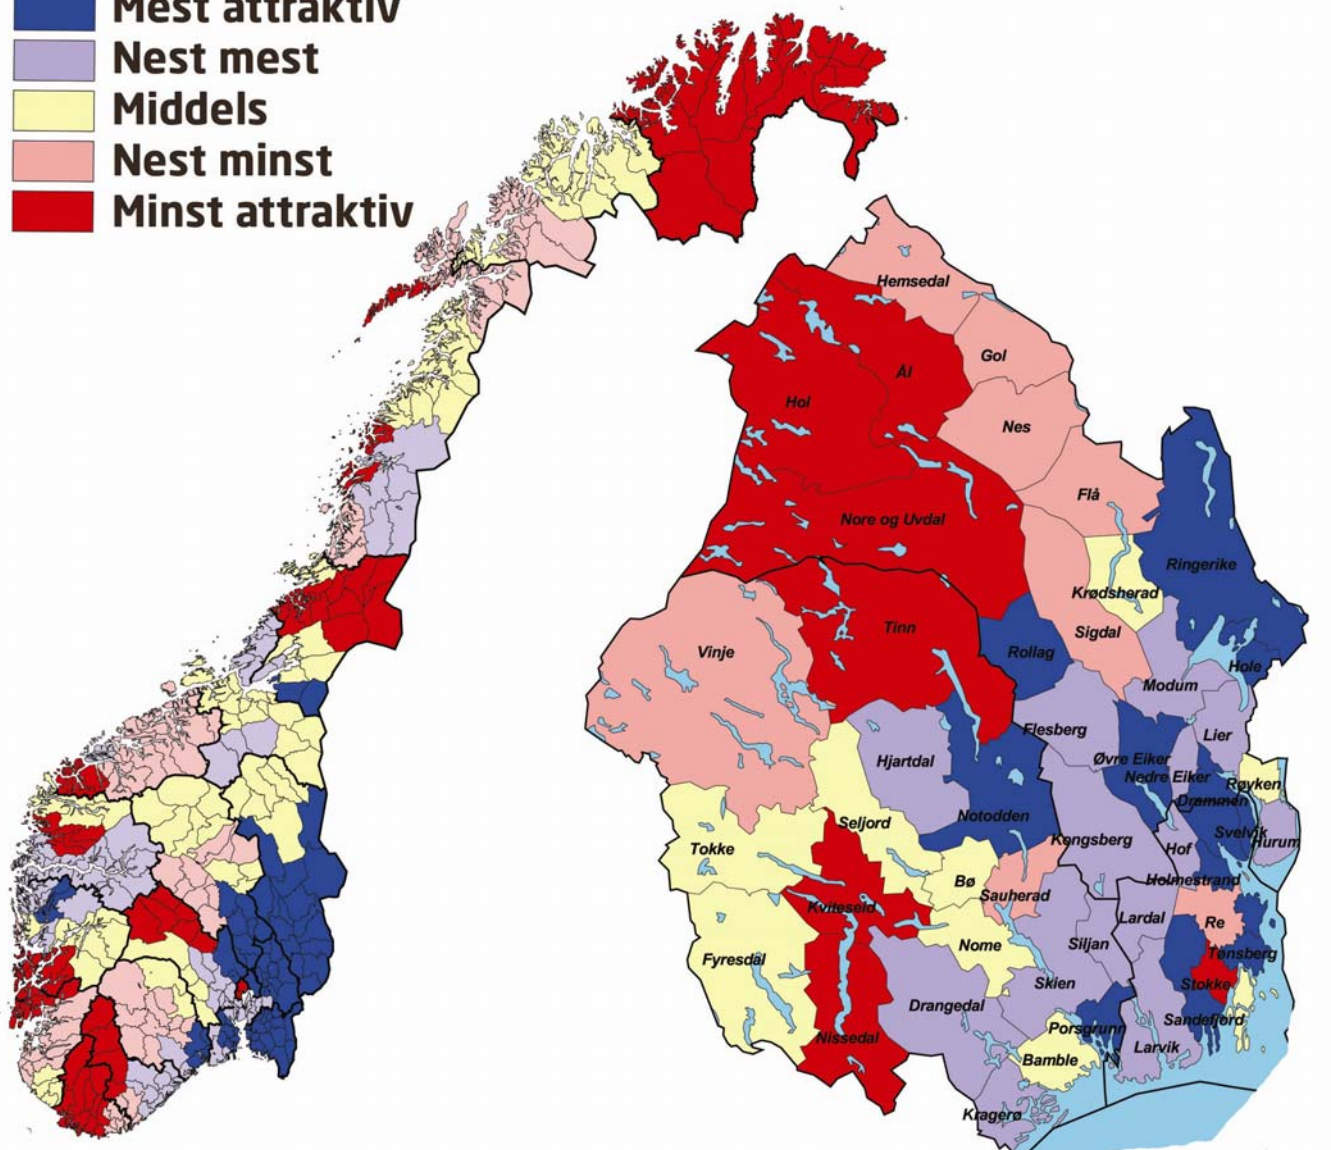 Mest attraktiv
Nest mest
Middels
Nest minst
Minst attraktiv
Hemsedal
Gol
Ål
Hol
Nes
Flå
Nore og Uvdal
Ringerike
Krødsherad
Tinn
Sigdal
Vinje
Rollag
Hole
Modum
Flesberg
Lier
Hjartdal
Øvre Eiker
Nedre Eiker
Røyken
Drammen
Notodden
Seljord
Svelvik
Hurum
Kongsberg
Tokke
Hof
Bø
Holmestrand
Sauherad
Kviteseid
Lardal
Re
Nome
Siljan
Tønsberg
Fyresdal
Skien
Stokke
Drangedal
Sandefjord
Porsgrunn
Nissedal
Larvik
Bamble
Kragerø